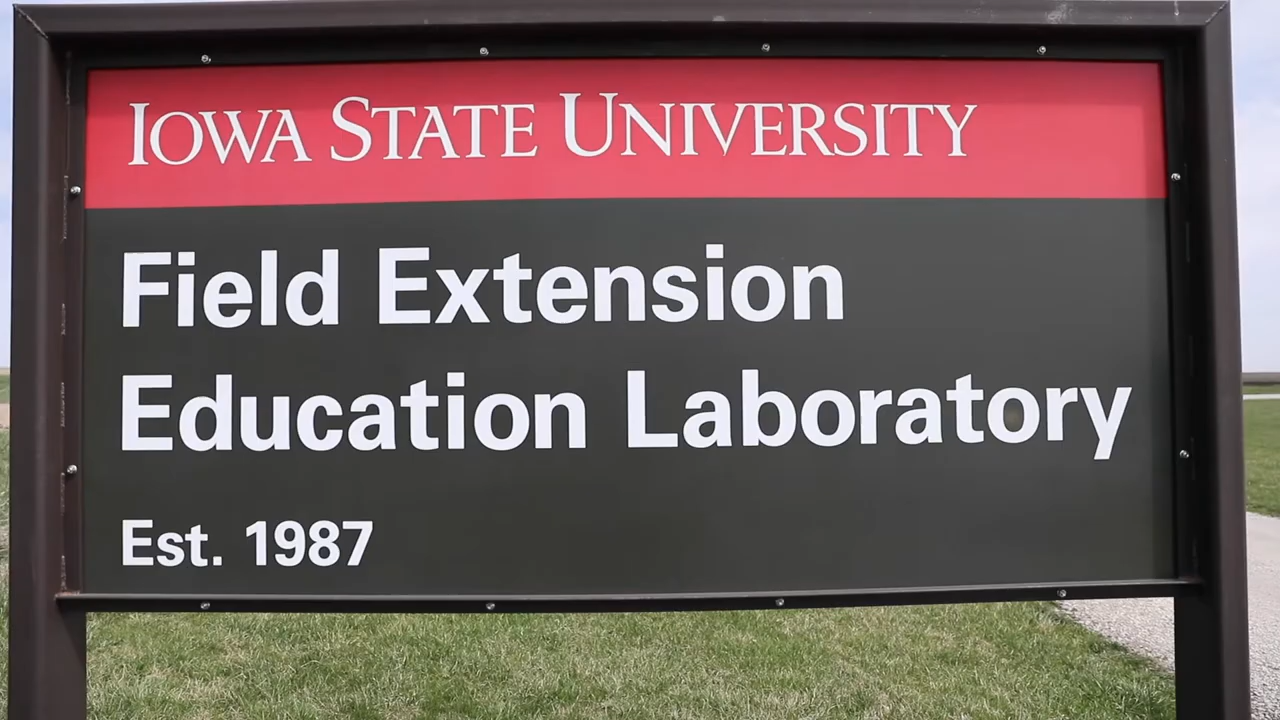 IOWA STATE UNIVERSITY
Field Extension
Education Laboratory
Est. 1987